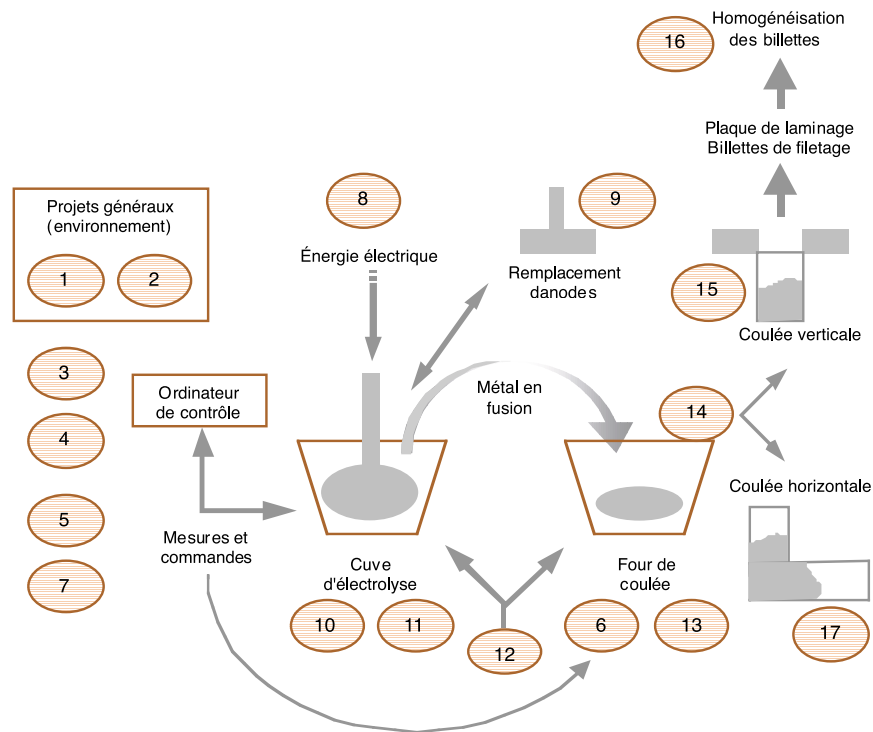 16
Homogénéisation
des billettes
Plaque de laminage
Billettes de filetage
8
9
Projets généraux
(environnement)
1
2
Énergie électrique
Remplacement
danodes
15
Coulée verticale
3
Ordinateur
de contrôle
4
Métal en
fusion
14
5
7
Mesures et
commandes
Coulée horizontale
Cuve
d'électrolyse
Four de
coulée
10
11
12
6
13
17